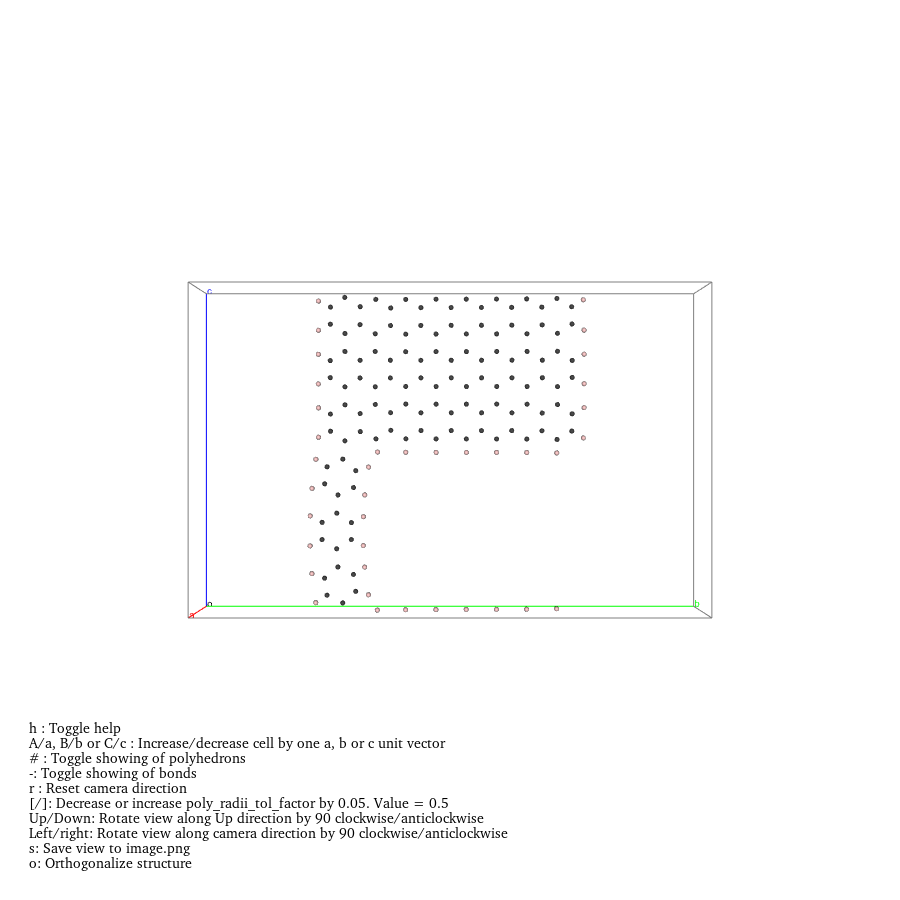 c
o
b
a
h : Toggle help
A/a, B/b or C/c : Increase/decrease cell by one a, b or c unit vector
# : Toggle showing of polyhedrons
-: Toggle showing of bonds
r : Reset camera direction
[/]: Decrease or increase poly_radii_tol_factor by 0.05. Value = 0.5
Up/Down: Rotate view along Up direction by 90 clockwise/anticlockwise
Left/right: Rotate view along camera direction by 90 clockwise/anticlockwise
s: Save view to image.png
o: Orthogonalize structure